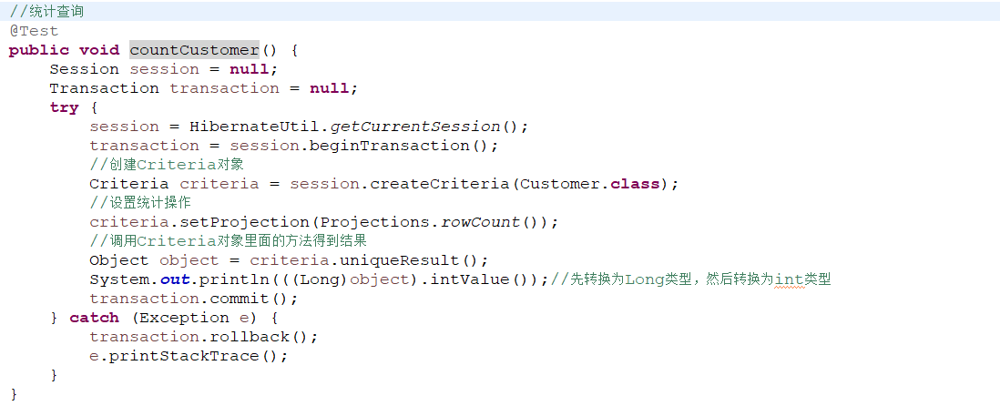 //统计查询
@Test
public void countCustomer() {
    Session session = null;
    Transaction transaction = null;
    try {
        session = HibernateUtil.getCurrentSession();
        transaction = session.beginTransaction();
        //创建Criteria对象
        Criteria criteria = session.createCriteria(Customer.class);
        //设置统计操作
        criteria.setProjection(Projections.rowCount());
        //调用Criteria对象里面的方法得到结果
        Object object = criteria.uniqueResult();
        System.out.println(((Long)object).intValue());//先转换为Long类型，然后转换为int类型
        transaction.commit();
    } catch (Exception e) {
        transaction.rollback();
        e.printStackTrace();
    }
}